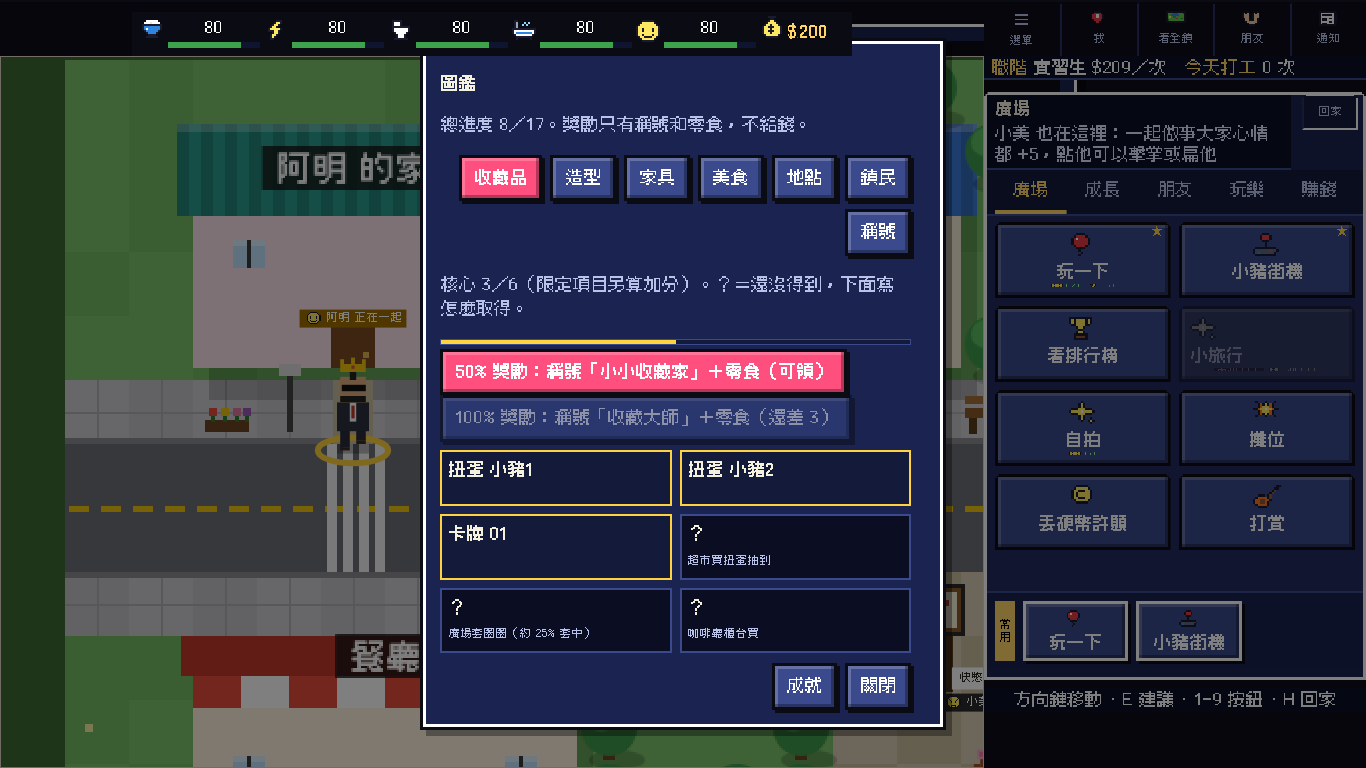 80 80 80 80 80 $200
選單 我 看全鎮 朋友 通知
職階 實習生 $209／次 今天打工 0 次
圖鑑
總進度 8／17。獎勵只有稱號和零食，不給錢。
收藏品 造型 家具 美食 地點 鎮民
稱號
核心 3／6（限定項目另算加分）。？＝還沒得到，下面寫
怎麼取得。
50% 獎勵：稱號「小小收藏家」＋零食（可領）
100% 獎勵：稱號「收藏大師」＋零食（還差 3）
扭蛋 小豬1
扭蛋 小豬2
卡牌 01
？
超市買扭蛋抽到
？
廣場套圈圈（約 25% 套中）
？
咖啡廳櫃台買
成就 關閉
阿明 的家
阿明 正在一起
餐廳
廣場
回家
小美 也在這裡：一起做事大家心情
都 +5，點他可以擊掌或扁他
廣場 成長 朋友 玩樂 賺錢
玩一下
小豬街機
看排行榜
小旅行
自拍
攤位
丟硬幣許願
打賞
常用
玩一下
小豬街機
方向鍵移動 · E 建議 · 1-9 按鈕 · H 回家